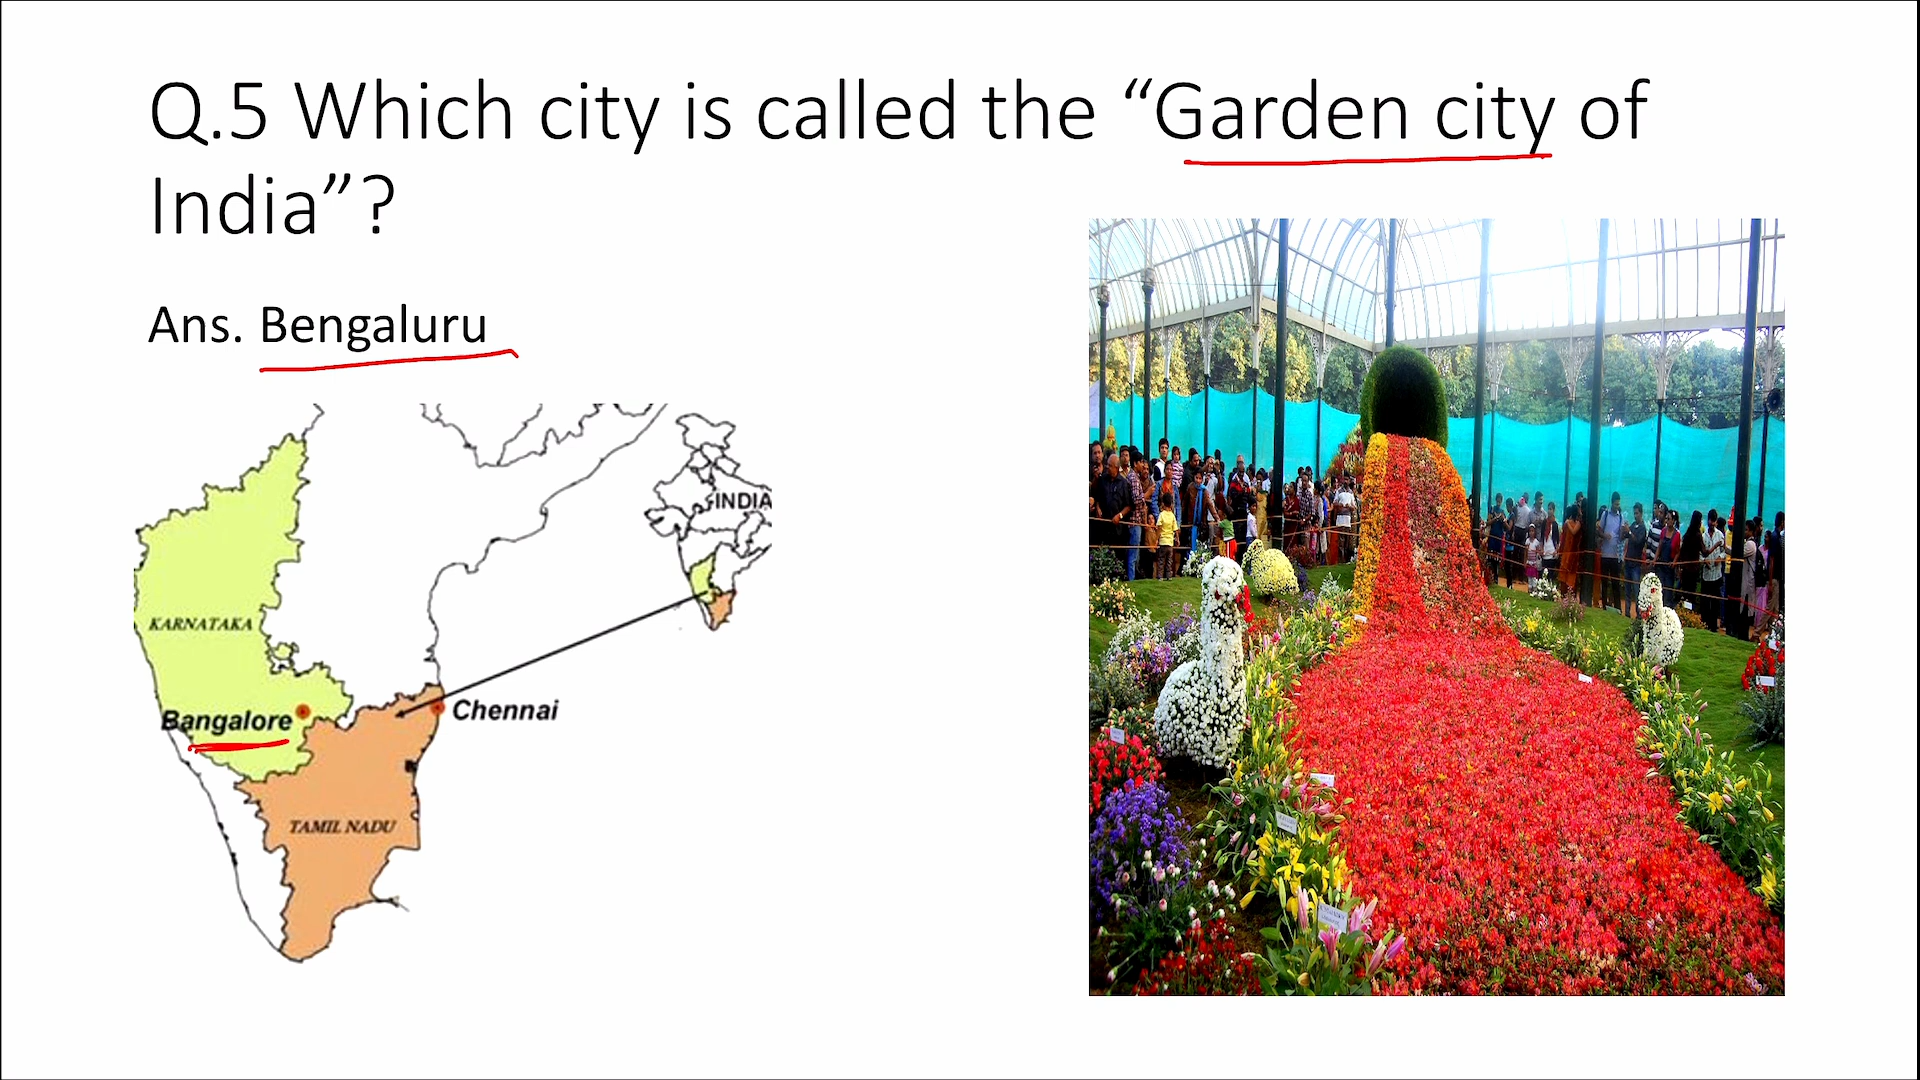 Q.5 Which city is called the “Garden city of
India”?
Ans. Bengaluru
INDIA
KARNATAKA
Bangalore
Chennai
TAMIL NADU